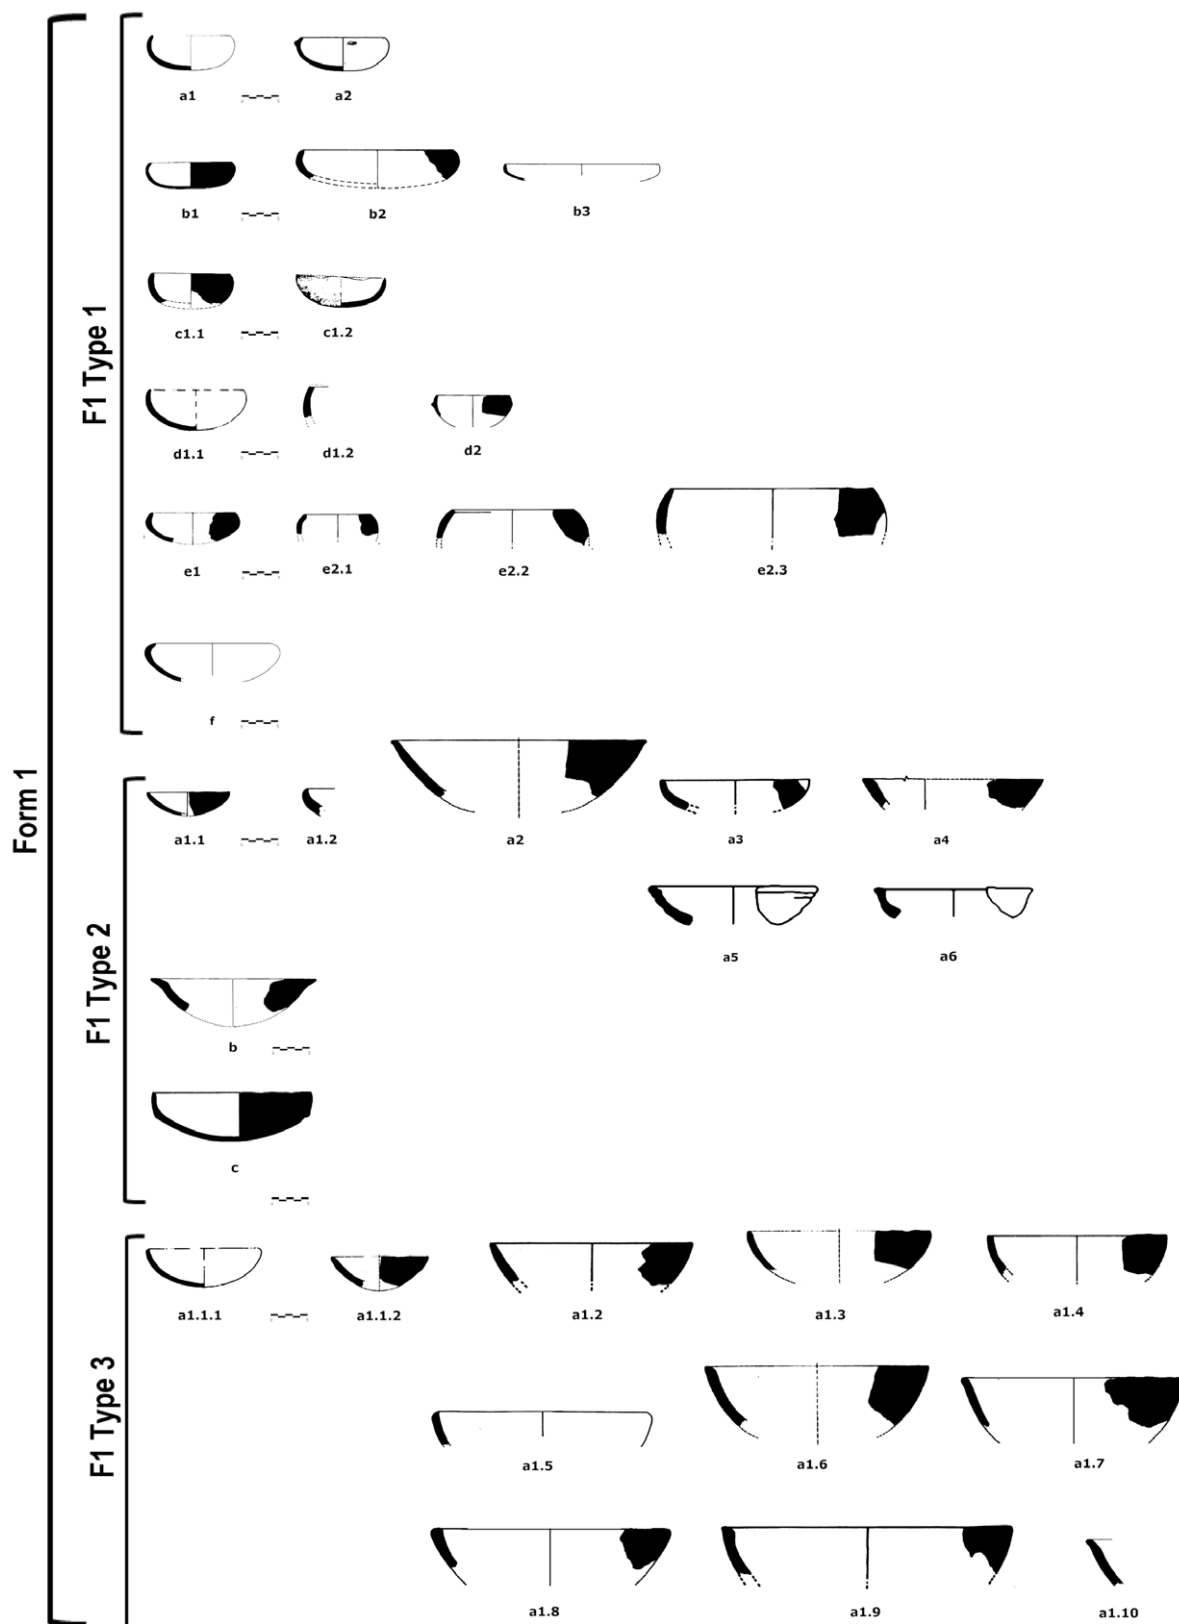 Form 1
F1 Type 1
a1
a2
b1
b2
b3
c1.1
c1.2
d1.1
d1.2
d2
e1
e2.1
e2.2
e2.3
f
F1 Type 2
a1.1
a1.2
a2
a3
a4
a5
a6
b
c
F1 Type 3
a1.1.1
a1.1.2
a1.2
a1.3
a1.4
a1.5
a1.6
a1.7
a1.8
a1.9
a1.10